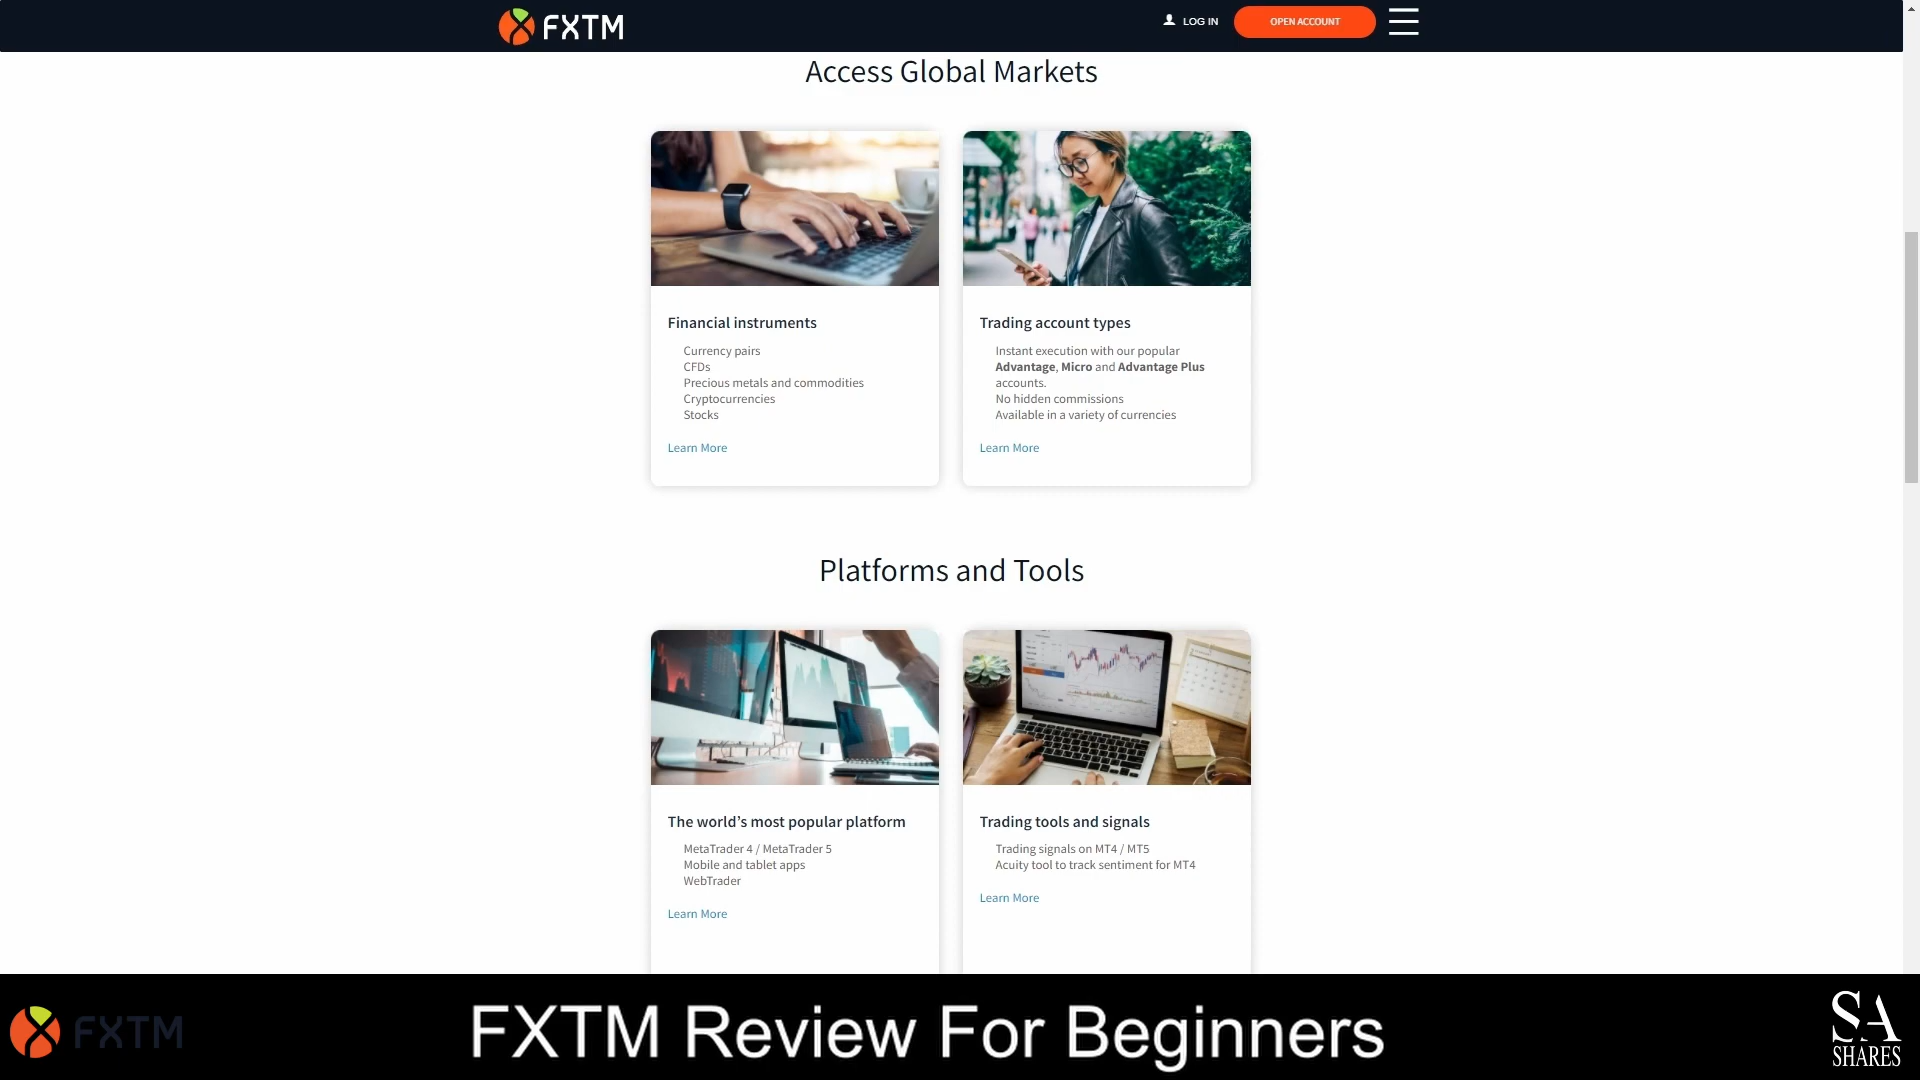 FXTM
LOG IN
OPEN ACCOUNT
Access Global Markets
Financial instruments
Currency pairs
CFDs
Precious metals and commodities
Cryptocurrencies
Stocks
Learn More
Trading account types
Instant execution with our popular
Advantage, Micro and Advantage Plus
accounts.
No hidden commissions
Available in a variety of currencies
Learn More
Platforms and Tools
The world’s most popular platform
MetaTrader 4 / MetaTrader 5
Mobile and tablet apps
WebTrader
Learn More
Trading tools and signals
Trading signals on MT4 / MT5
Acuity tool to track sentiment for MT4
Learn More
FXTM
FXTM Review For Beginners
SA
SHARES